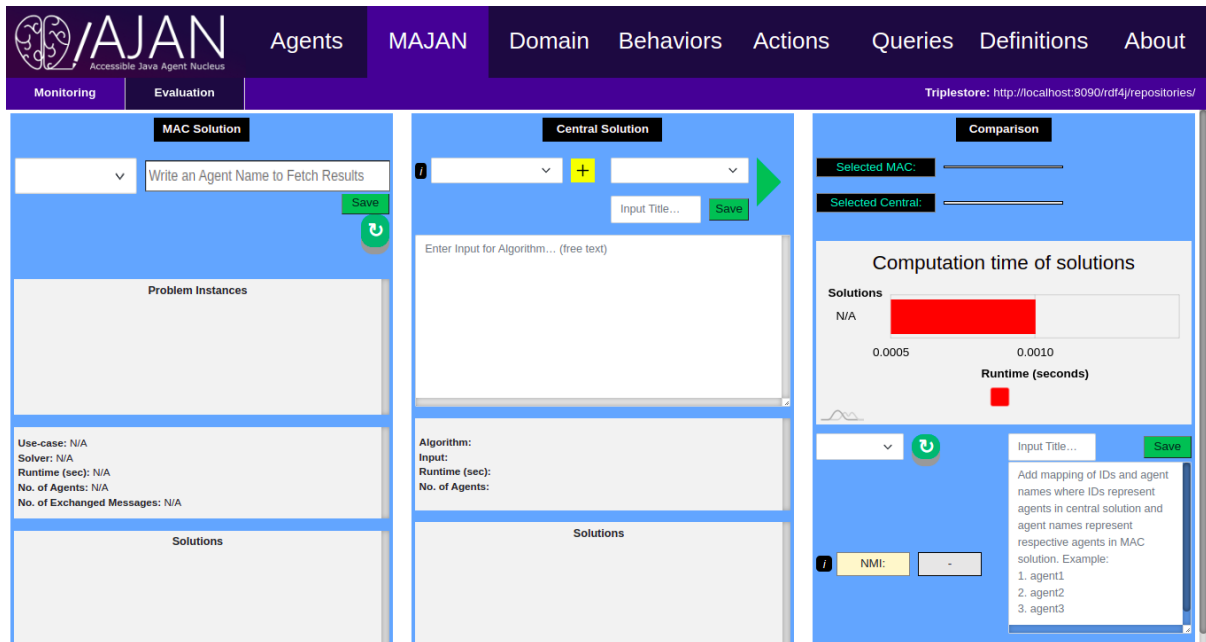 AJAN
Accessible Java Agent Nucleus
Agents
MAJAN
Domain
Behaviors
Actions
Queries
Definitions
About
Monitoring
Evaluation
Triplestore: http://localhost:8090/rdf4j/repositories/
MAC Solution
Write an Agent Name to Fetch Results
Save
Problem Instances
Use-case: N/A
Solver: N/A
Runtime (sec): N/A
No. of Agents: N/A
No. of Exchanged Messages: N/A
Solutions
Central Solution
i
+
Input Title...
Save
Enter Input for Algorithm... (free text)
Algorithm:
Input:
Runtime (sec):
No. of Agents:
Solutions
Comparison
Selected MAC:
Selected Central:
Computation time of solutions
Solutions
N/A
0.0005 0.0010
Runtime (seconds)
Input Title...
Save
Add mapping of IDs and agent
names where IDs represent
agents in central solution and
agent names represent
respective agents in MAC
solution. Example:
1. agent1
2. agent2
3. agent3
i
NMI:
-